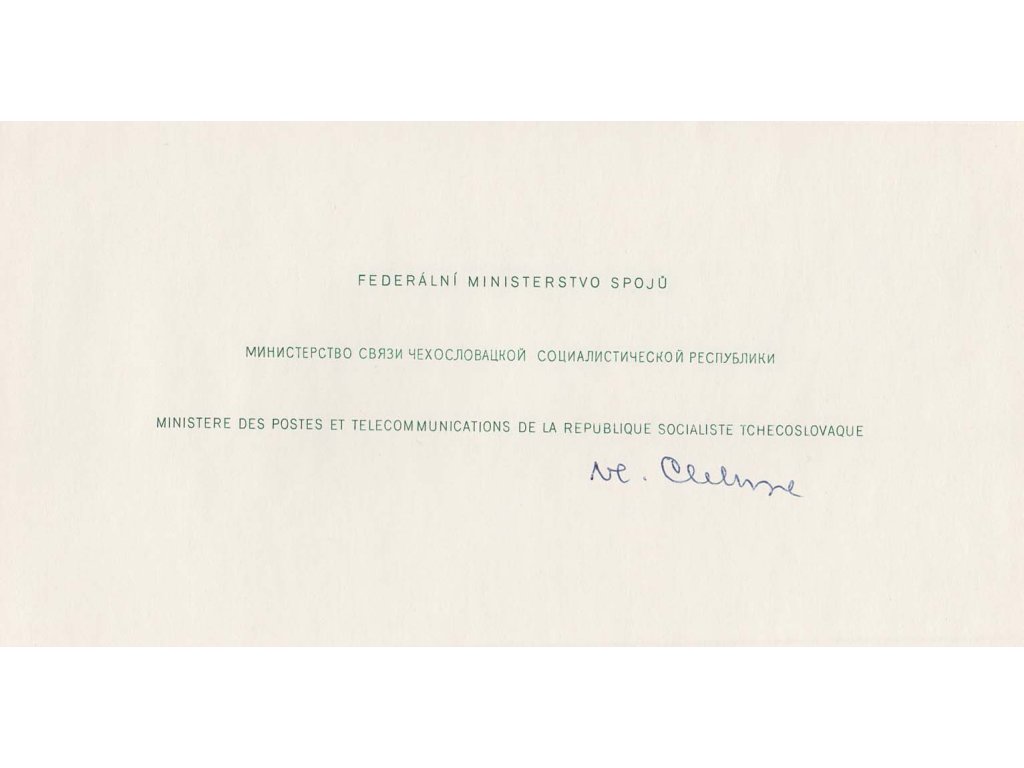 FEDERÁLNÍ MINISTERSTVO SPOJŮ
МИНИСТЕРСТВО СВЯЗИ ЧЕХОСЛОВАЦКОЙ СОЦИАЛИСТИЧЕСКОЙ РЕСПУБЛИКИ
MINISTERE DES POSTES ET TELECOMMUNICATIONS DE LA REPUBLIQUE SOCIALISTE TCHECOSLOVAQUE